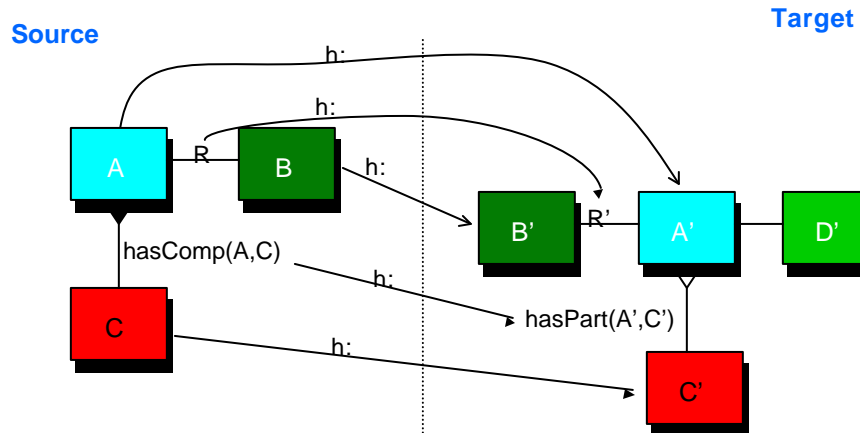 Source
Target
h:
h:
A
R
B
h:
B’
R’
A’
D’
hasComp(A,C)
h:
hasPart(A’,C’)
C
h:
C’